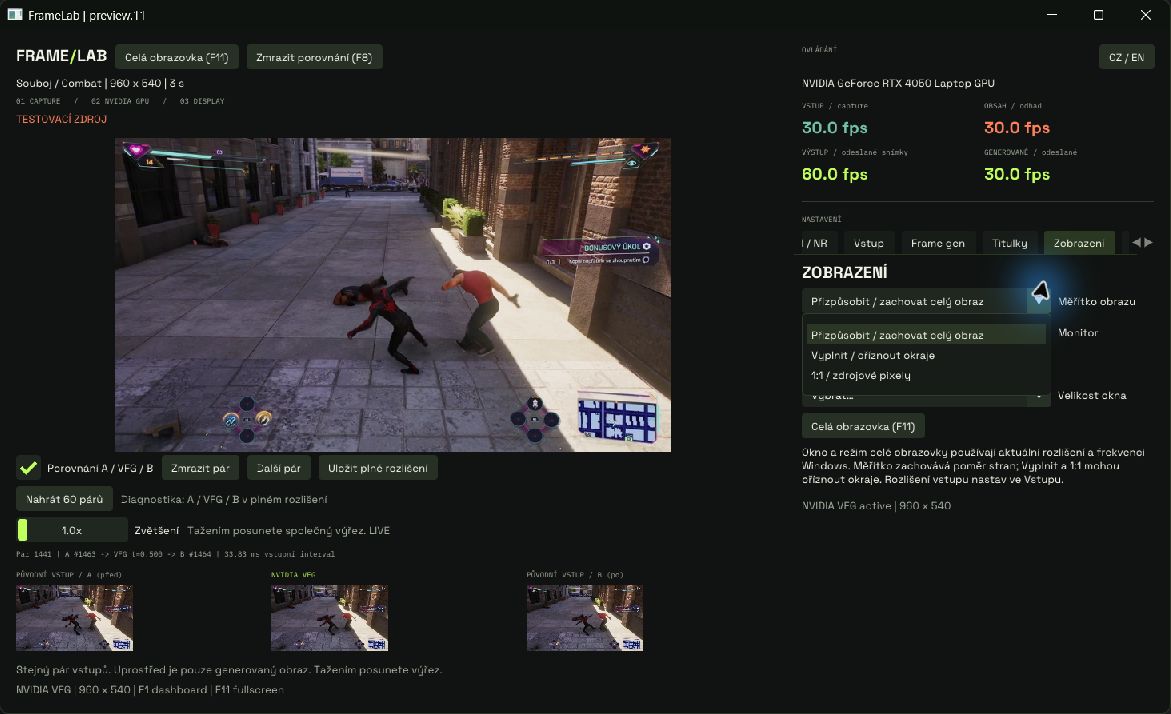 FrameLab | preview.11
FRAME/LAB
Celá obrazovka (F11)
Zmrazit porovnání (F8)
Souboj / Combat | 960 x 540 | 3 s
01 CAPTURE / 02 NVIDIA GPU / 03 DISPLAY
TESTOVACÍ ZDROJ
BONUSOVÝ ÚKOL
Porovnání A / VFG / B
Zmrazit pár
Další pár
Uložit plné rozlišení
Nahrát 60 párů
Diagnostika: A / VFG / B v plném rozlišení
1.0x
Zvětšení
Tažením posunete společný výřez. LIVE
Pár 1441 | A #1463 -> VFG t=0.500 -> B #1464 | 33.33 ms vstupní interval
PŮVODNÍ VSTUP / A (před)
NVIDIA VFG
PŮVODNÍ VSTUP / B (po)
Stejný pár vstupů. Uprostřed je pouze generovaný obraz. Tažením posunete výřez.
NVIDIA VFG | 960 x 540 | F1 dashboard | F11 fullscreen
OVLÁDÁNÍ
CZ / EN
NVIDIA GeForce RTX 4050 Laptop GPU
VSTUP / capture
OBSAH / odhad
30.0 fps
30.0 fps
VÝSTUP / odeslané snímky
GENEROVANÉ / odeslané
60.0 fps
30.0 fps
NASTAVENÍ
/ NR
Vstup
Frame gen
Titulky
Zobrazení
ZOBRAZENÍ
Přizpůsobit / zachovat celý obraz
Měřítko obrazu
Přizpůsobit / zachovat celý obraz
Monitor
Vyplnit / oříznout okraje
1:1 / zdrojové pixely
Vybrat...
Velikost okna
Celá obrazovka (F11)
Okno a režim celé obrazovky používají aktuální rozlišení a frekvenci
Windows. Měřítko zachovává poměr stran; Vyplnit a 1:1 mohou
oříznout okraje. Rozlišení vstupu nastav ve Vstupu.
NVIDIA VFG active | 960 x 540